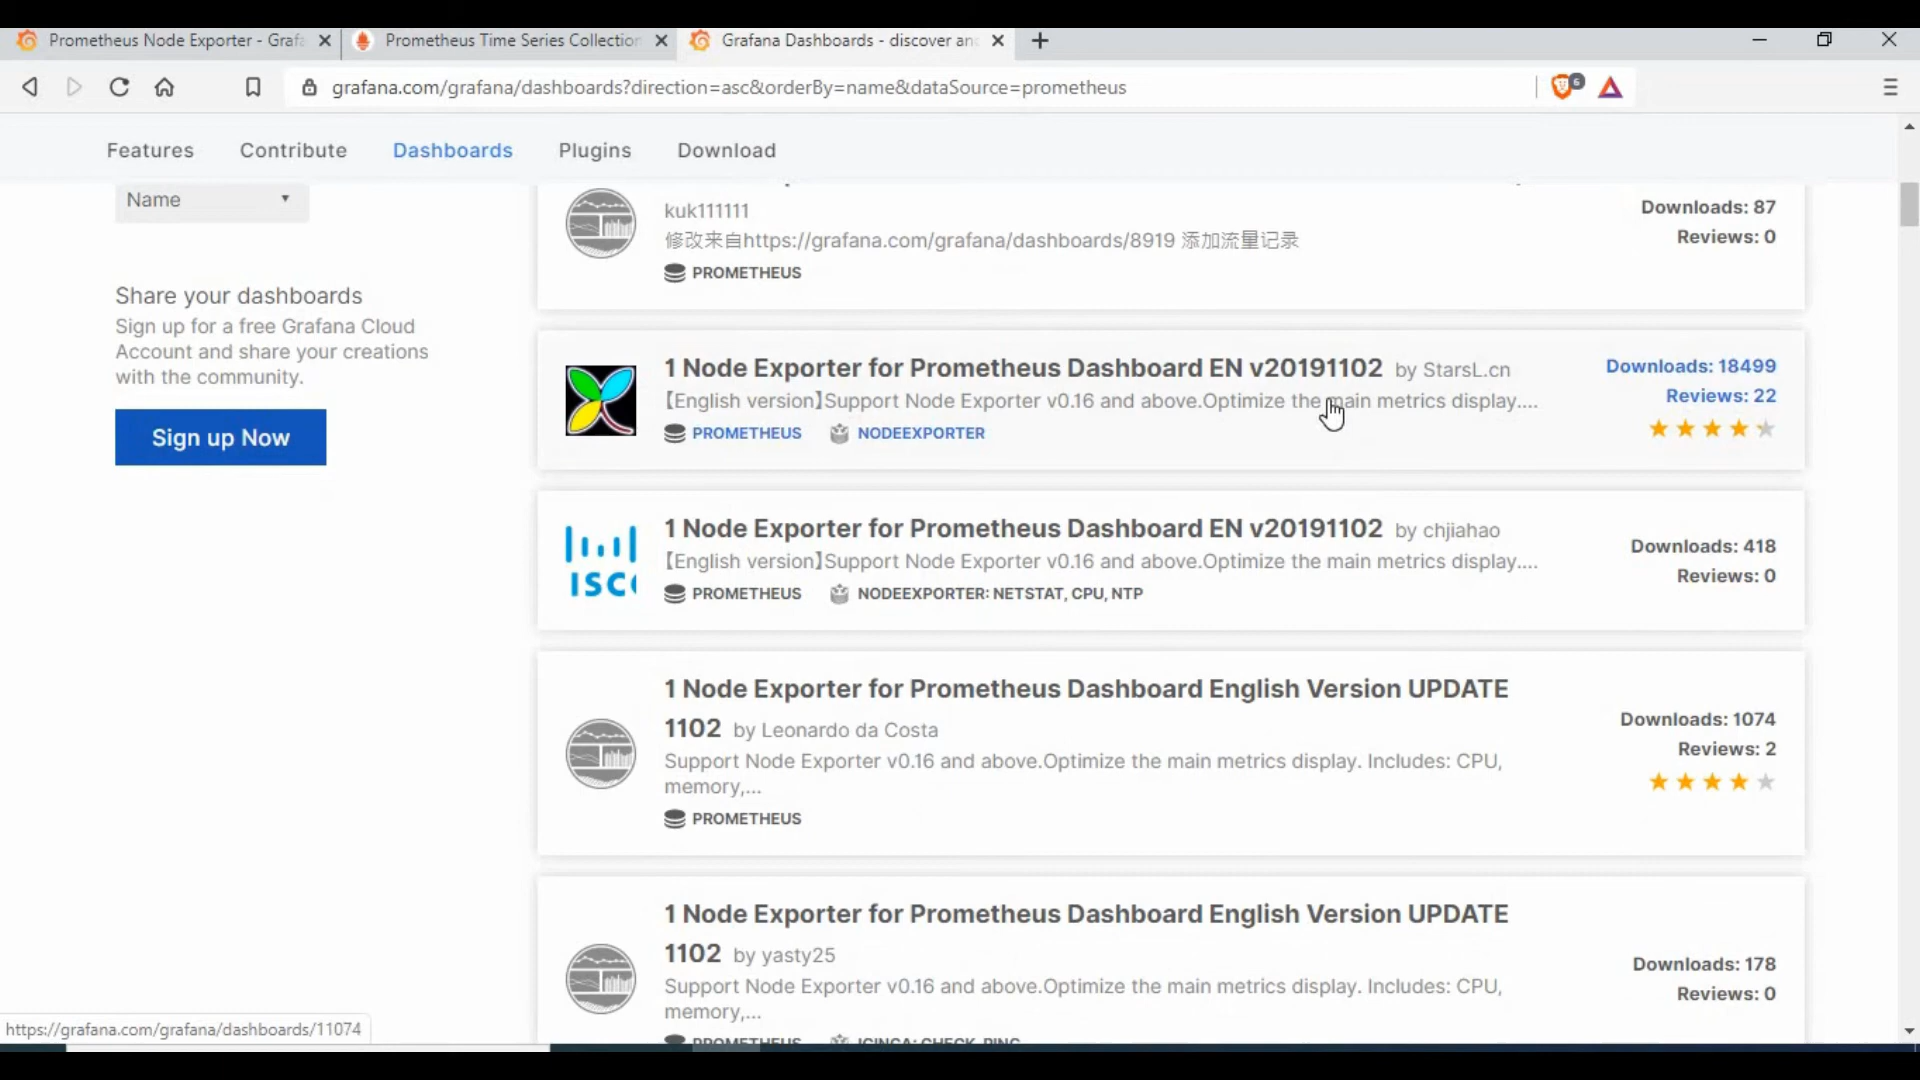 Prometheus Node Exporter - Grafa
Prometheus Time Series Collection
Grafana Dashboards - discover and
grafana.com/grafana/dashboards?direction=asc&orderBy=name&dataSource=prometheus
6
Features Contribute Dashboards Plugins Download
Name
Share your dashboards
Sign up for a free Grafana Cloud
Account and share your creations
with the community.
Sign up Now
kuk111111
修改来自https://grafana.com/grafana/dashboards/8919 添加流量记录
PROMETHEUS
Downloads: 87
Reviews: 0
1 Node Exporter for Prometheus Dashboard EN v20191102 by StarsL.cn
【English version】Support Node Exporter v0.16 and above.Optimize the main metrics display....
PROMETHEUS NODEEXPORTER
Downloads: 18499
Reviews: 22
ISC
1 Node Exporter for Prometheus Dashboard EN v20191102 by chjiahao
【English version】Support Node Exporter v0.16 and above.Optimize the main metrics display....
PROMETHEUS NODEEXPORTER: NETSTAT, CPU, NTP
Downloads: 418
Reviews: 0
1 Node Exporter for Prometheus Dashboard English Version UPDATE
1102 by Leonardo da Costa
Support Node Exporter v0.16 and above.Optimize the main metrics display. Includes: CPU,
memory,...
PROMETHEUS
Downloads: 1074
Reviews: 2
1 Node Exporter for Prometheus Dashboard English Version UPDATE
1102 by yasty25
Support Node Exporter v0.16 and above.Optimize the main metrics display. Includes: CPU,
memory,...
PROMETHEUS ICINGA: CHECK_PING
Downloads: 178
Reviews: 0
https://grafana.com/grafana/dashboards/11074